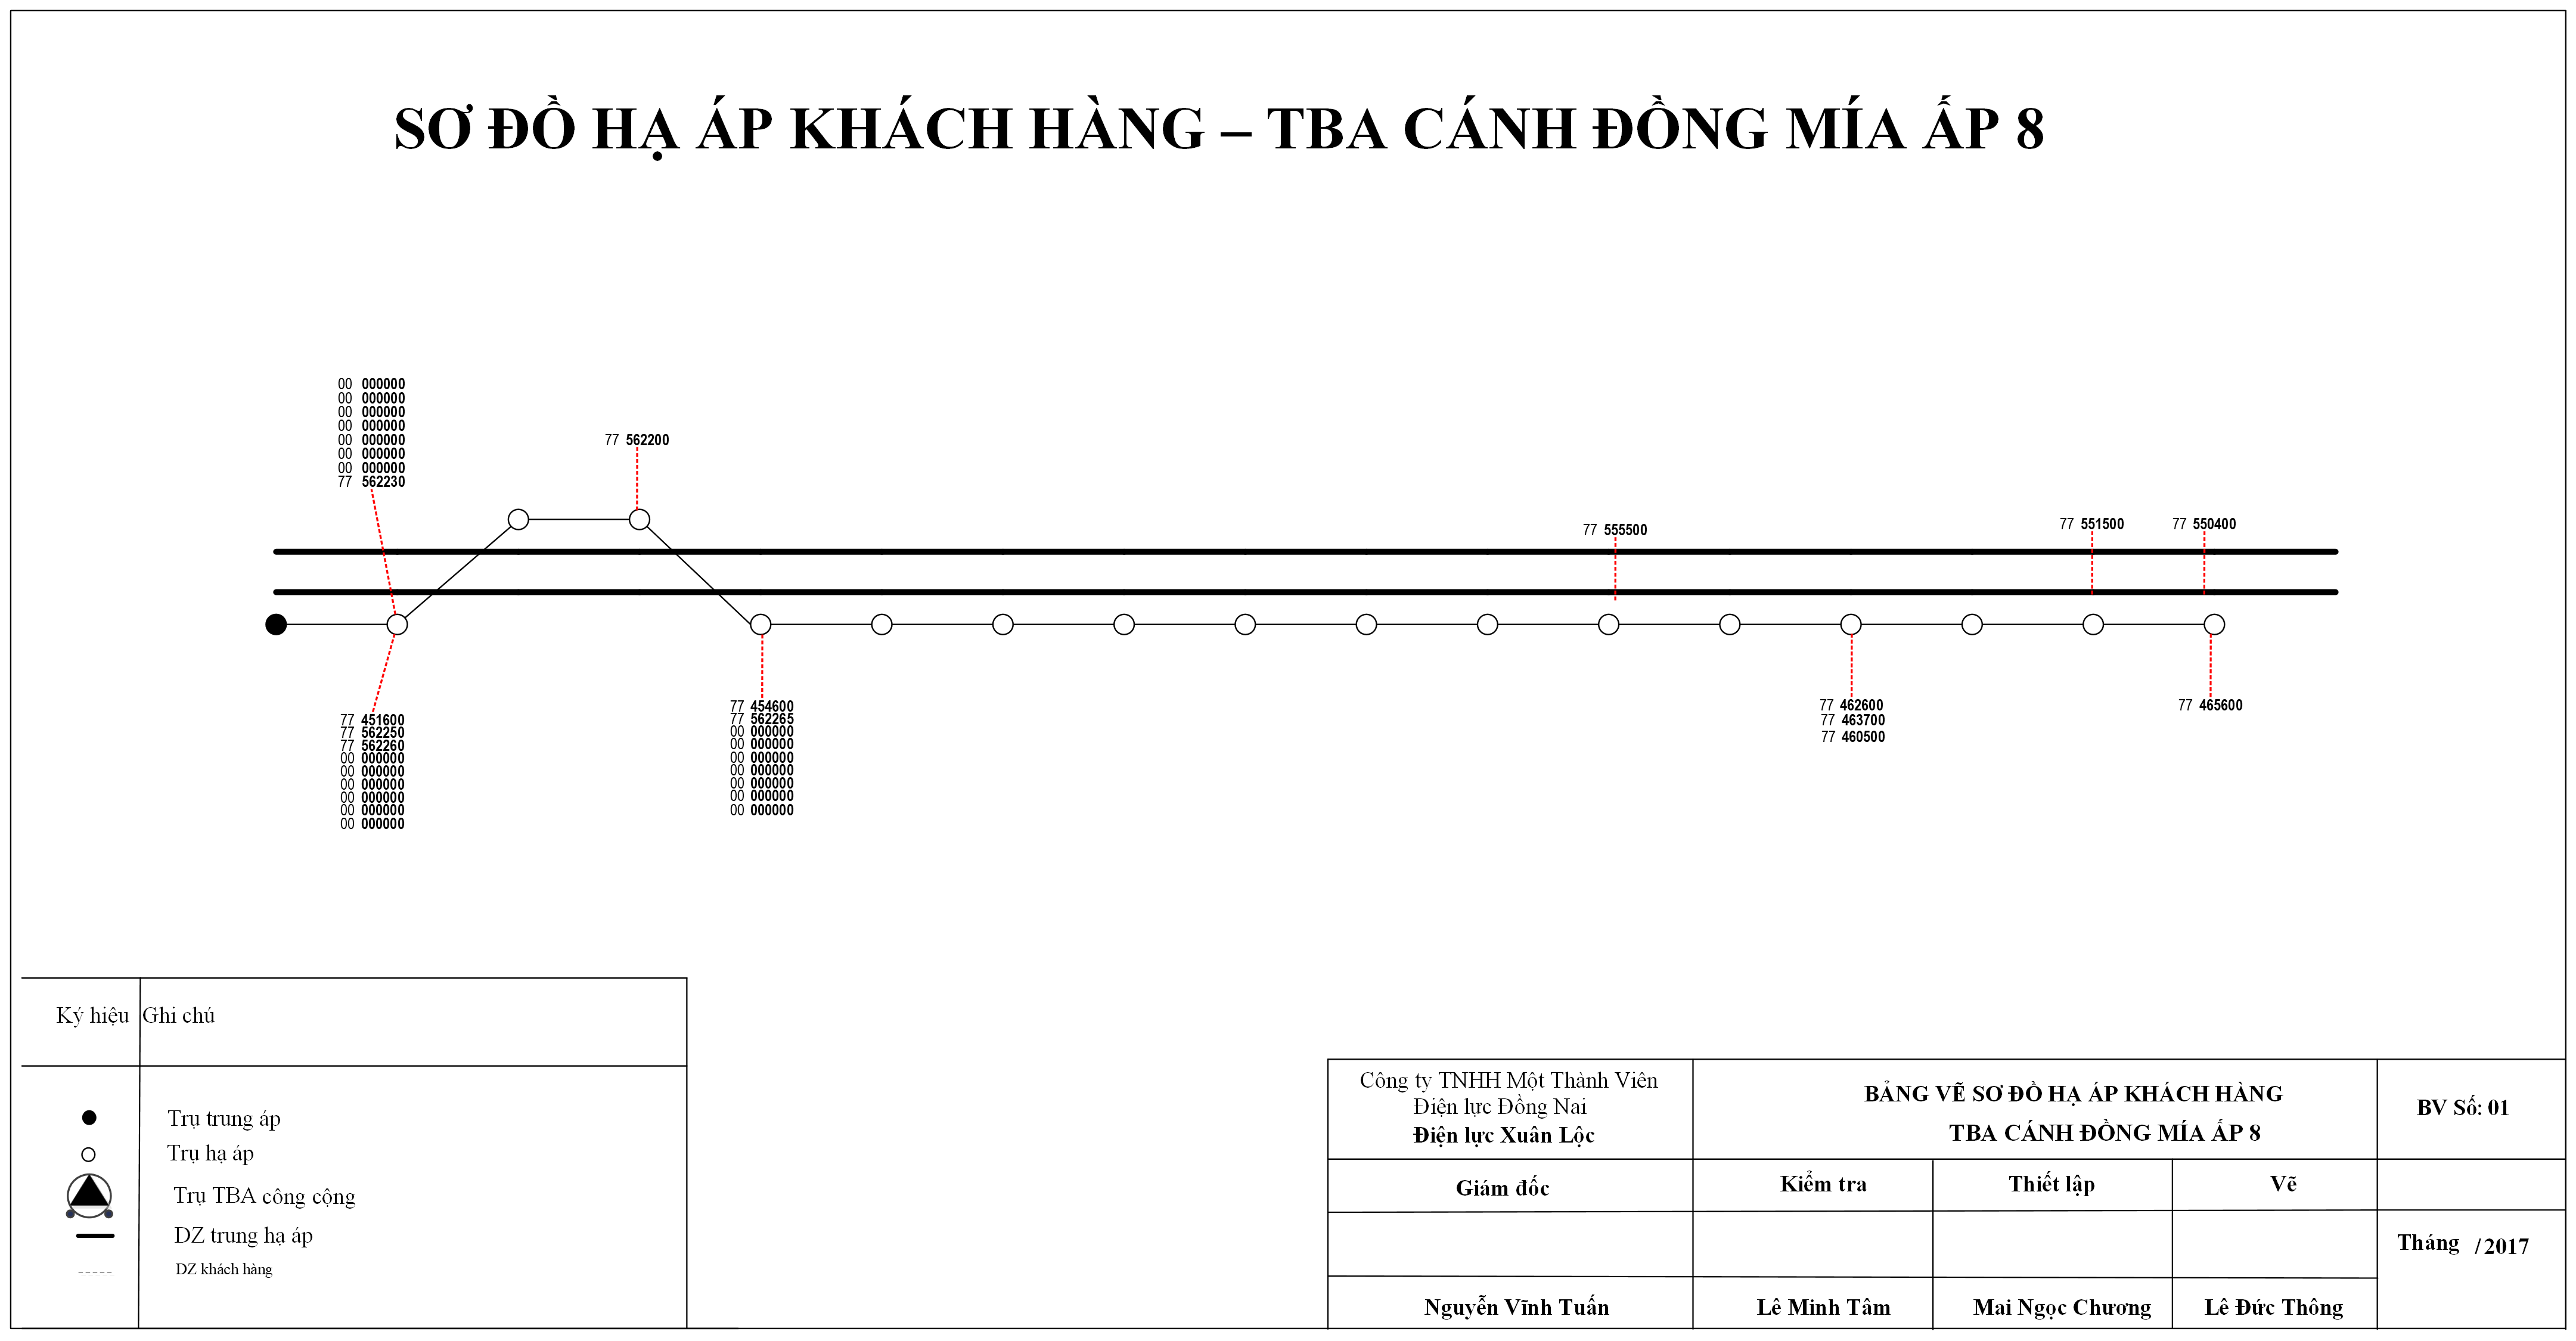 SƠ ĐỒ HẠ ÁP KHÁCH HÀNG – TBA CÁNH ĐỒNG MÍA ẤP 8
00 000000
00 000000
00 000000
00 000000
00 000000
00 000000
00 000000
77 562230
77 562200
77 555500
77 551500
77 550400
77 451600
77 562250
77 562260
00 000000
00 000000
00 000000
00 000000
00 000000
00 000000
77 454600
77 562265
00 000000
00 000000
00 000000
00 000000
00 000000
00 000000
00 000000
77 462600
77 463700
77 460500
77 465600
Ký hiệu Ghi chú
Trụ trung áp
Trụ hạ áp
Trụ TBA công cộng
DZ trung hạ áp
DZ khách hàng
Công ty TNHH Một Thành Viên
Điện lực Đồng Nai
Điện lực Xuân Lộc
BẢNG VẼ SƠ ĐỒ HẠ ÁP KHÁCH HÀNG
TBA CÁNH ĐỒNG MÍA ẤP 8
BV Số: 01
Giám đốc
Kiểm tra
Thiết lập
Vẽ
Tháng / 2017
Nguyễn Vĩnh Tuấn
Lê Minh Tâm
Mai Ngọc Chương
Lê Đức Thông